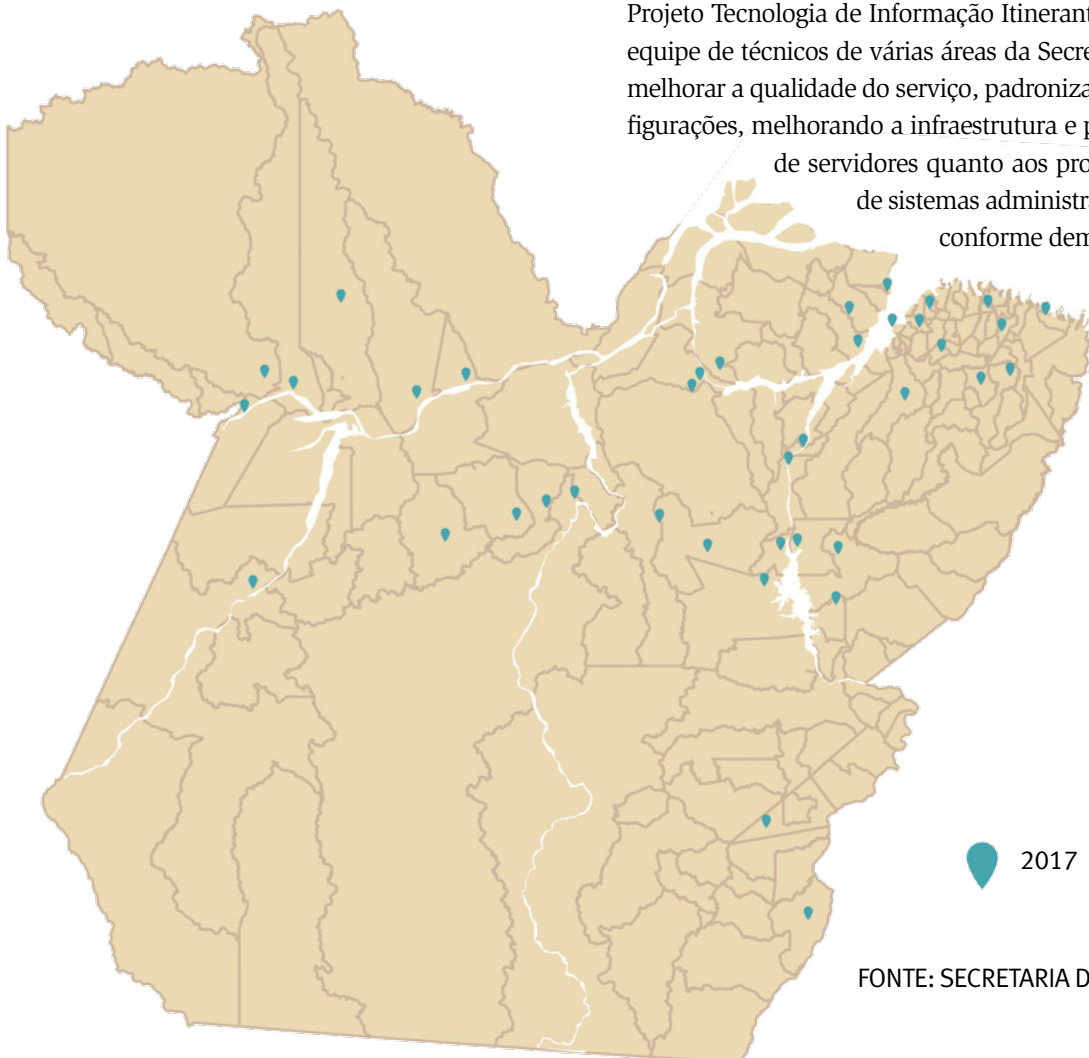 Projeto Tecnologia de Informação Itinerant
equipe de técnicos de várias áreas da Secre
melhorar a qualidade do serviço, padroniza
figurações, melhorando a infraestrutura e p
de servidores quanto aos pro
de sistemas administra
conforme dem
2017
FONTE: SECRETARIA D